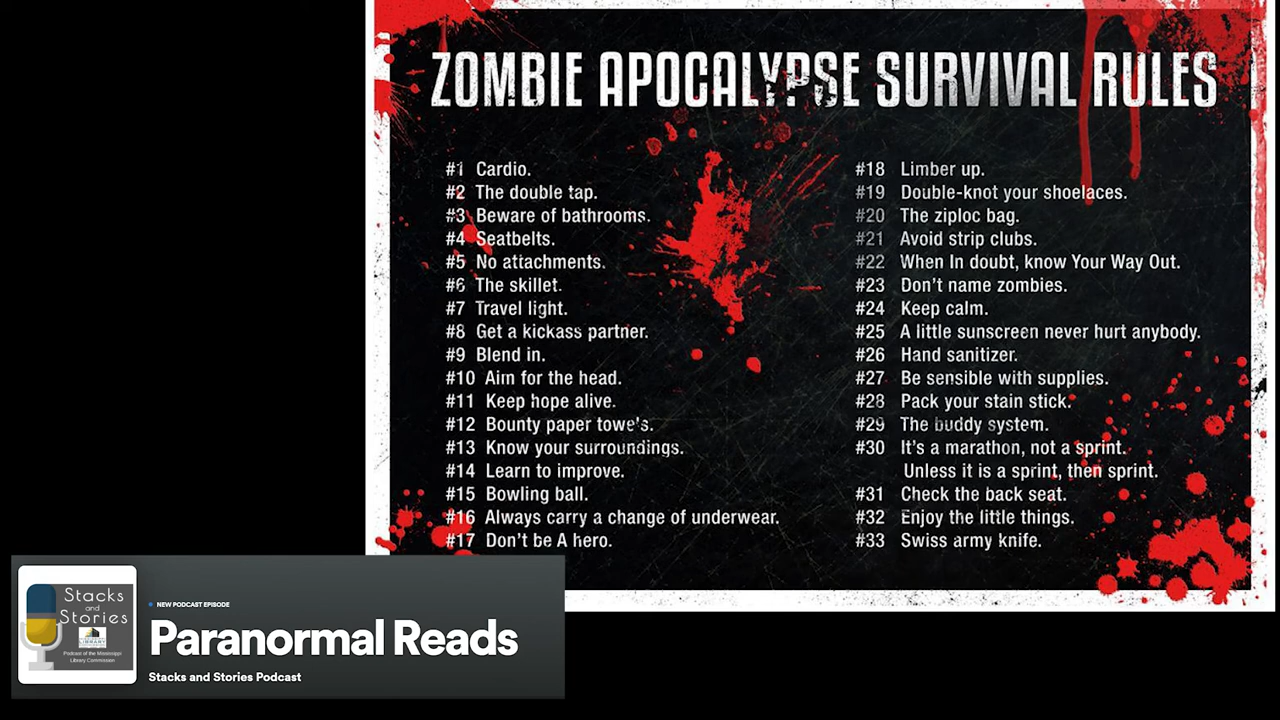 ZOMBIE APOCALYPSE SURVIVAL RULES
#1 Cardio.
#2 The double tap.
#3 Beware of bathrooms.
#4 Seatbelts.
#5 No attachments.
#6 The skillet.
#7 Travel light.
#8 Get a kickass partner.
#9 Blend in.
#10 Aim for the head.
#11 Keep hope alive.
#12 Bounty paper towe's.
#13 Know your surroundings.
#14 Learn to improve.
#15 Bowling ball.
#16 Always carry a change of underwear.
#17 Don't be A hero.
#18 Limber up.
#19 Double-knot your shoelaces.
#20 The ziploc bag.
#21 Avoid strip clubs.
#22 When In doubt, know Your Way Out.
#23 Don't name zombies.
#24 Keep calm.
#25 A little sunscreen never hurt anybody.
#26 Hand sanitizer.
#27 Be sensible with supplies.
#28 Pack your stain stick.
#29 The buddy system.
#30 It's a marathon, not a sprint.
Unless it is a sprint, then sprint.
#31 Check the back seat.
#32 Enjoy the little things.
#33 Swiss army knife.
Stacks
and
Stories
LIBRARY
Podcast of the Mississippi
Library Commission
NEW PODCAST EPISODE
Paranormal Reads
Stacks and Stories Podcast